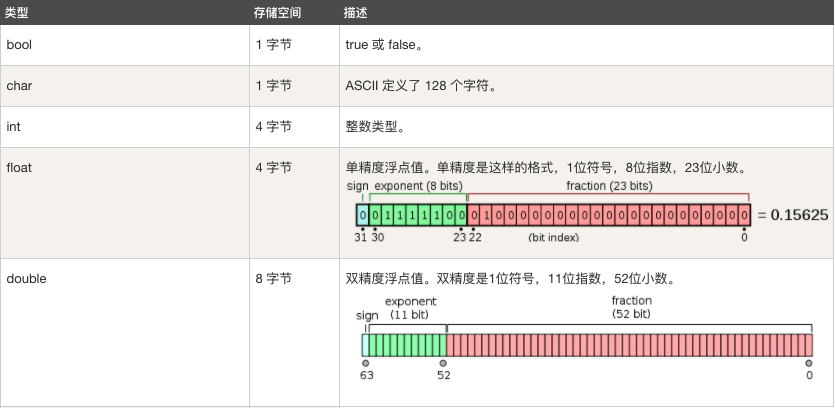 类型 存储空间 描述
bool 1 字节 true 或 false。
char 1 字节 ASCII 定义了 128 个字符。
int 4 字节 整数类型。
float 4 字节 单精度浮点值。单精度是这样的格式，1位符号，8位指数，23位小数。
sign exponent (8 bits) fraction (23 bits)
0 0 1 1 1 1 1 0 0 0 1 0 0 0 0 0 0 0 0 0 0 0 0 0 0 0 0 0 0 0 0 0 = 0.15625
31 30 23 22 (bit index) 0
double 8 字节 双精度浮点值。双精度是1位符号，11位指数，52位小数。
exponent fraction
sign (11 bit) (52 bit)
63 52 0